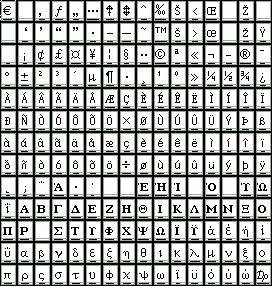 € ‚ ƒ „ … † ‡ ˆ ‰ Š ‹ Œ Ž
‘ ’ “ ” • – — ˜ ™ š › œ ž Ÿ
¡ ¢ £ ¤ ¥ ¦ § ¨ © ª « ¬ - ® ¯
° ± ² ³ ´ µ ¶ · ¸ ¹ º » ¼ ½ ¾ ¿
À Á Â Ã Ä Å Æ Ç È É Ê Ë Ì Í Î Ï
Ð Ñ Ò Ó Ô Õ Ö × Ø Ù Ú Û Ü Ý Þ ß
à á â ã ä å æ ç è é ê ë ì í î ï
ð ñ ò ó ô õ ö ÷ ø ù ú û ü ý þ ÿ
΄ ΅ Ά · Έ Ή Ί Ό Ύ Ώ
ΐ Α Β Γ Δ Ε Ζ Η Θ Ι Κ Λ Μ Ν Ξ Ο
Π Ρ Σ Τ Υ Φ Χ Ψ Ω Ϊ Ϋ ά έ ή ί
ΰ α β γ δ ε ζ η θ ι κ λ μ ν ξ ο
π ρ ς σ τ υ φ χ ψ ω ϊ ϋ ό ύ ώ ₯